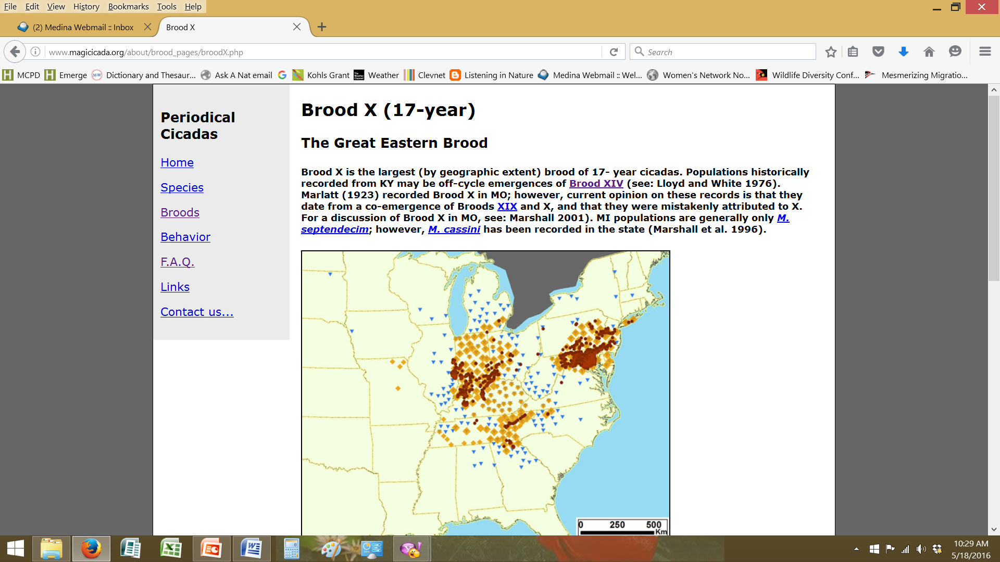 File Edit View History Bookmarks Tools Help
(2) Medina Webmail :: Inbox
Brood X
www.magicicada.org/about/brood_pages/broodX.php
Search
MCPD
Emerge
Dictionary and Thesaur...
Ask A Nat email
Kohls Grant
Weather
Clevnet
Listening in Nature
Medina Webmail :: Wel...
Women's Network No...
Wildlife Diversity Conf...
Mesmerizing Migratio...
Periodical
Cicadas
Home
Species
Broods
Behavior
F.A.Q.
Links
Contact us...
Brood X (17-year)
The Great Eastern Brood
Brood X is the largest (by geographic extent) brood of 17- year cicadas. Populations historically
recorded from KY may be off-cycle emergences of Brood XIV (see: Lloyd and White 1976).
Marlatt (1923) recorded Brood X in MO; however, current opinion on these records is that they
date from a co-emergence of Broods XIX and X, and that they were mistakenly attributed to X.
For a discussion of Brood X in MO, see: Marshall 2001). MI populations are generally only M.
septendecim; however, M. cassini has been recorded in the state (Marshall et al. 1996).
0 250 500
Km
10:29 AM
5/18/2016